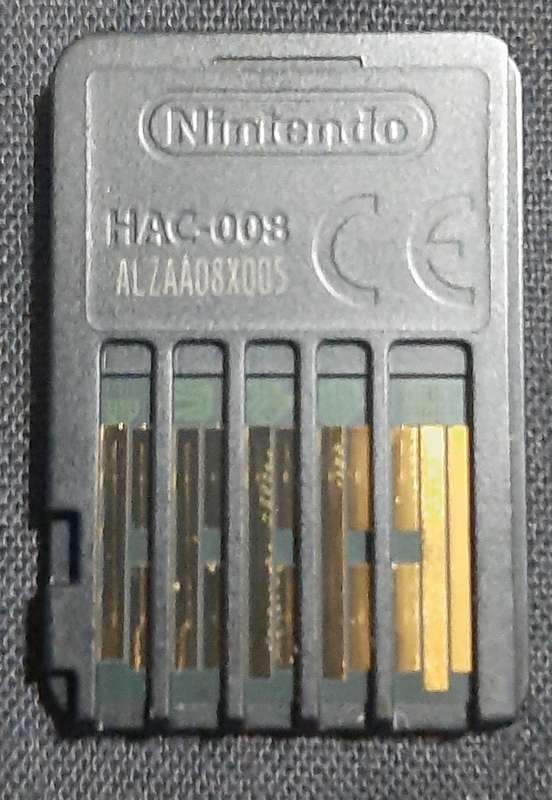 Nintendo
HAC-008
ALZAA08X005
CE